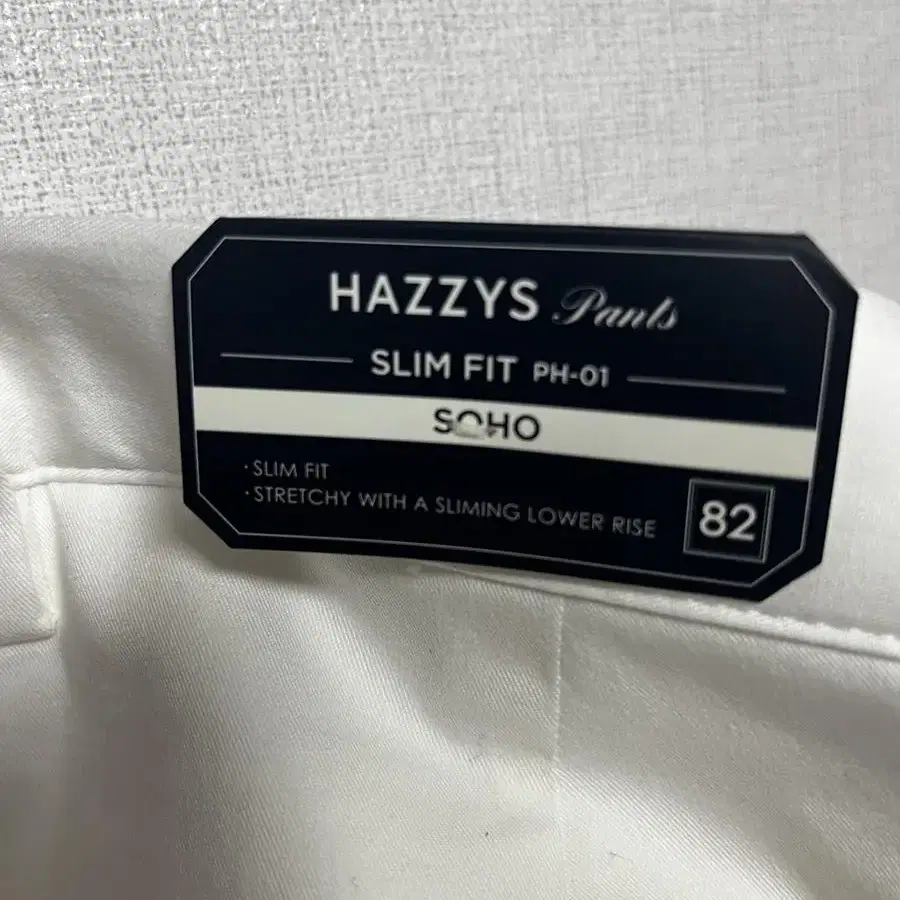 HAZZYS Pants
SLIM FIT PH-01
SOHO
· SLIM FIT
· STRETCHY WITH A SLIMING LOWER RISE
82